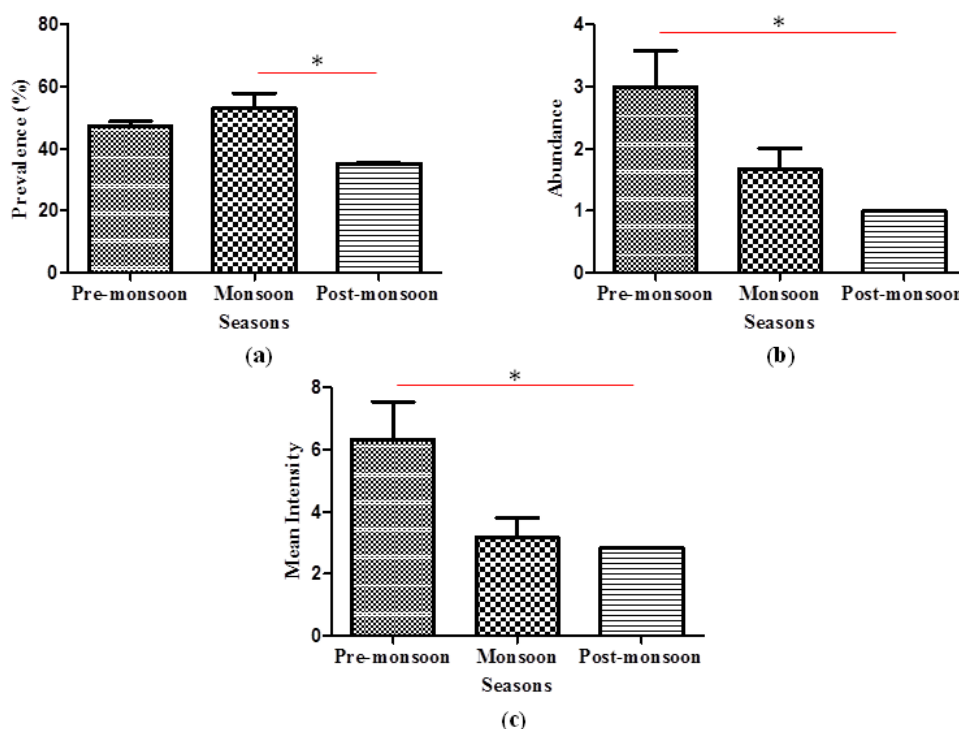 80
60
40
20
0
Prevalence (%)
*
Pre-monsoon Monsoon Post-monsoon
Seasons
(a)
4
3
2
1
0
Abundance
*
Pre-monsoon Monsoon Post-monsoon
Seasons
(b)
8
6
4
2
0
Mean Intensity
*
Pre-monsoon Monsoon Post-monsoon
Seasons
(c)